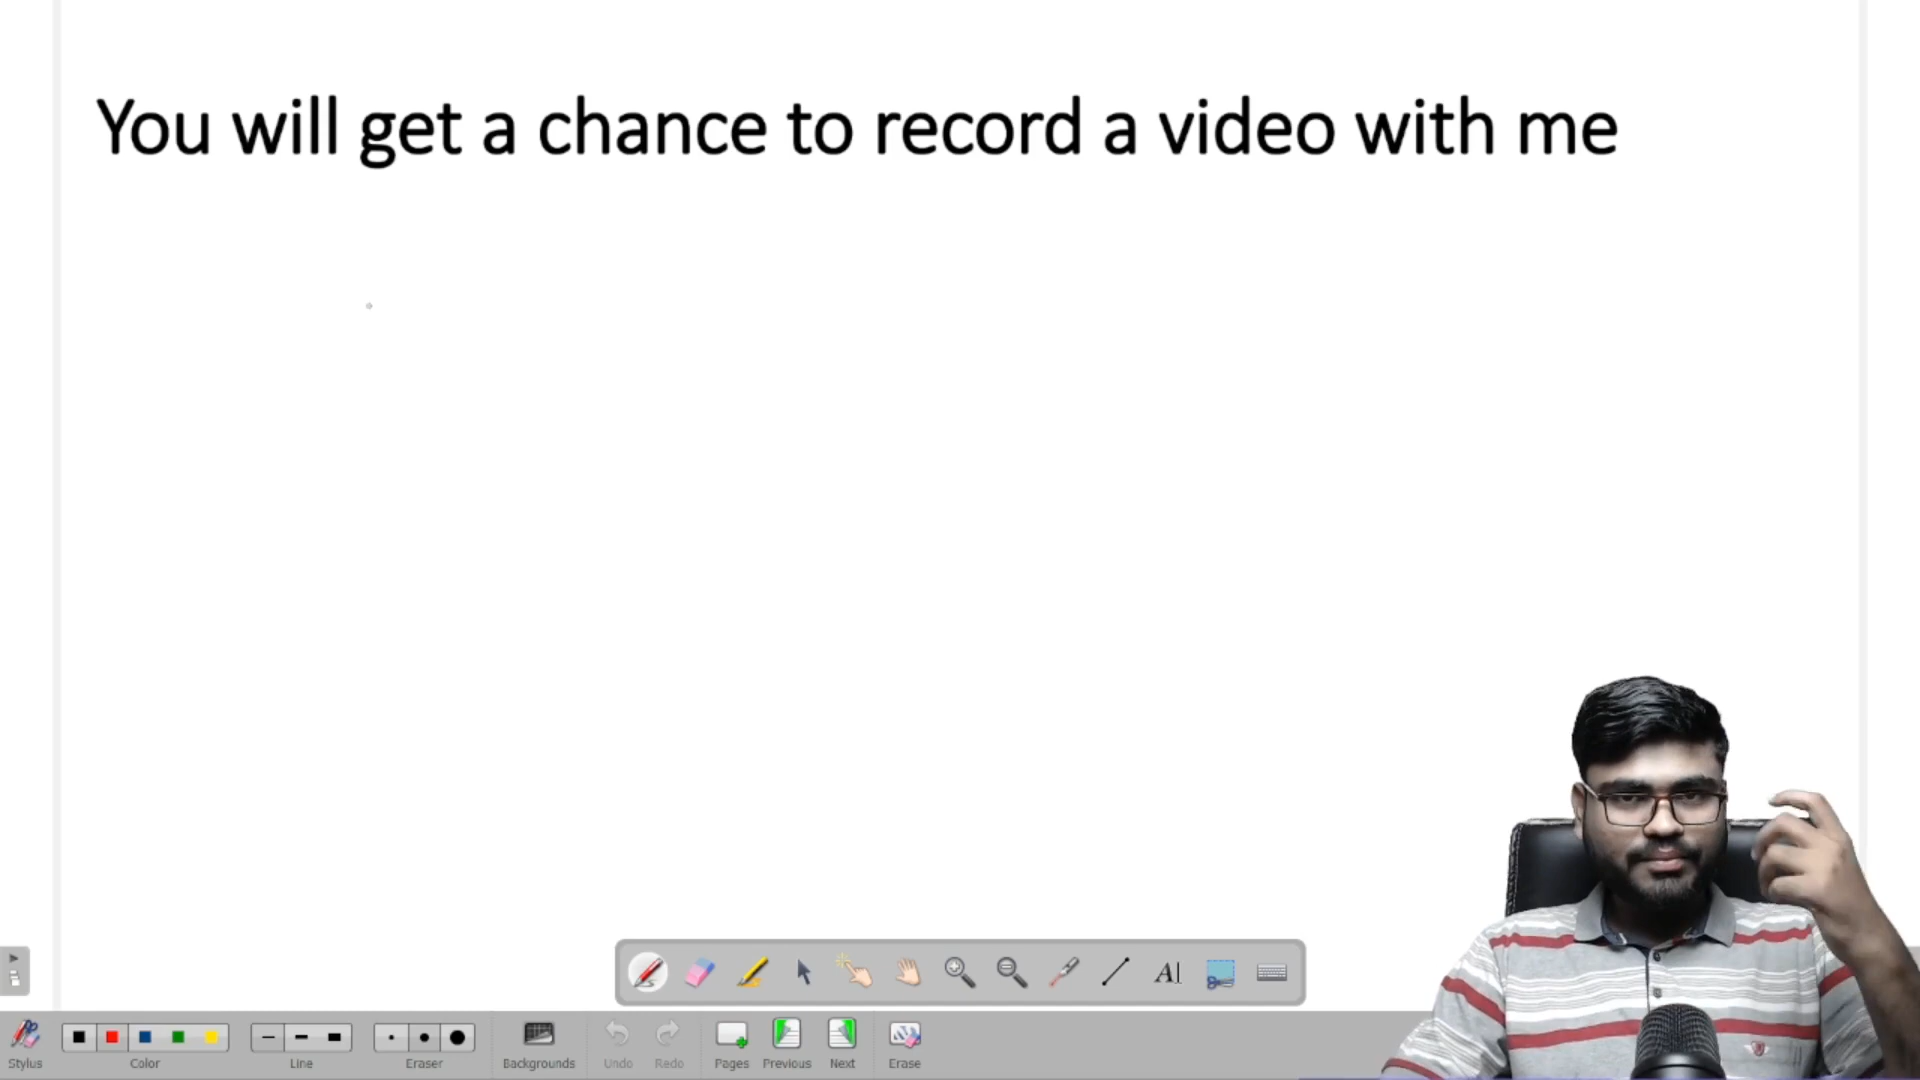 You will get a chance to record a video with me
AI
Stylus
Color
Line
Eraser
Backgrounds
Undo
Redo
Pages
Previous
Next
Erase